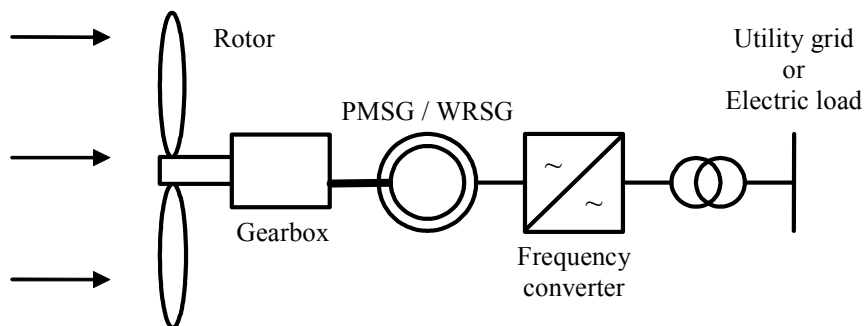 Rotor
Utility grid
or
Electric load
PMSG / WRSG
~
~
Gearbox
Frequency
converter